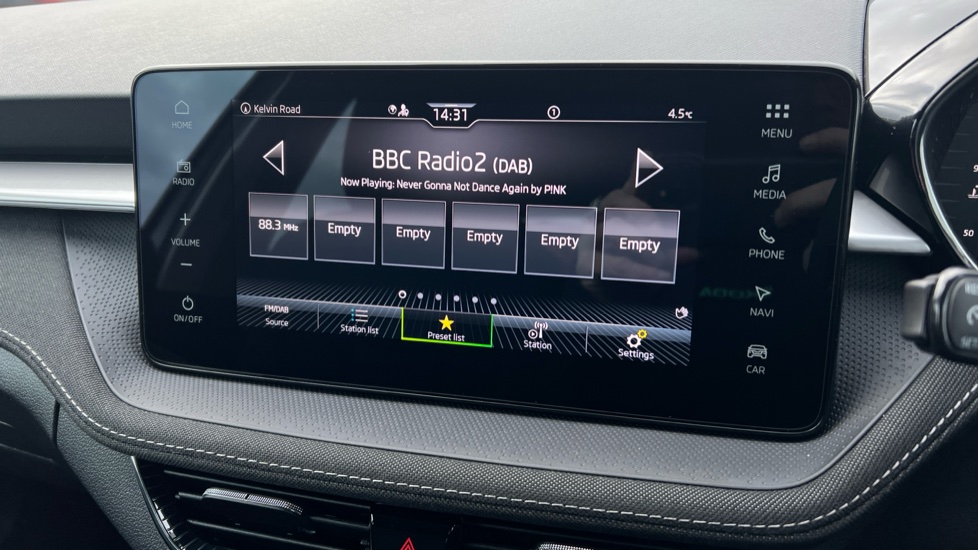 Kelvin Road
14:31
1
4.5°C
HOME
RADIO
+
VOLUME
−
ON/OFF
BBC Radio2 (DAB)
Now Playing: Never Gonna Not Dance Again by P!NK
88.3 MHz
Empty
Empty
Empty
Empty
Empty
FM/DAB
Source
Station list
Preset list
Station
Settings
MENU
MEDIA
PHONE
NAVI
CAR
50